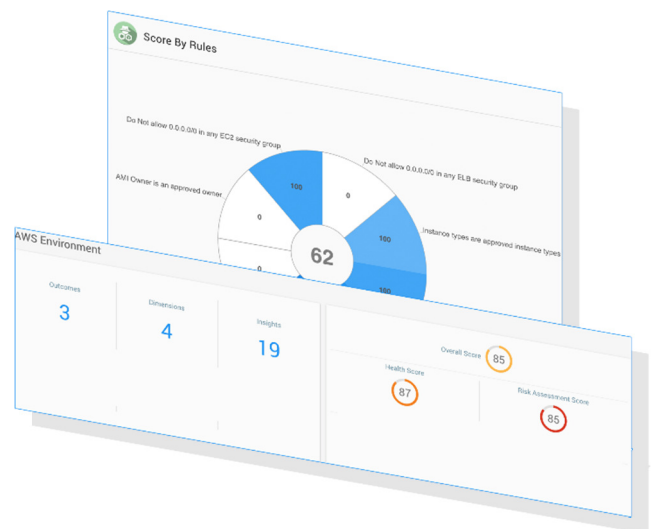 Score By Rules
Do Not allow 0.0.0.0/0 in any EC2 security group
Do Not allow 0.0.0.0/0 in any ELB security group
AMI Owner is an approved owner
Instance types are approved instance types
100
0
0
100
62
0
100
AWS Environment
Outcomes
3
Dimensions
4
Insights
19
Overall Score
85
Health Score
87
Risk Assessment Score
85